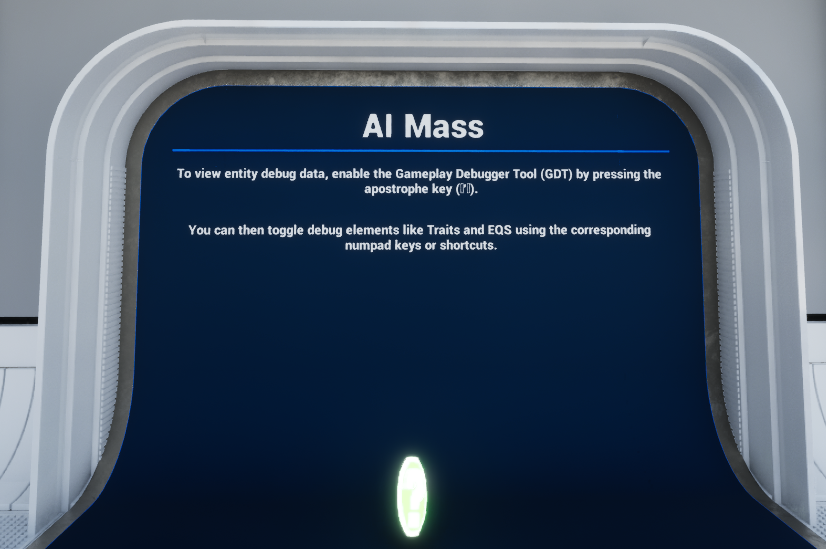 AI Mass
To view entity debug data, enable the Gameplay Debugger Tool (GDT) by pressing the
apostrophe key (▯'▯).
You can then toggle debug elements like Traits and EQS using the corresponding
numpad keys or shortcuts.